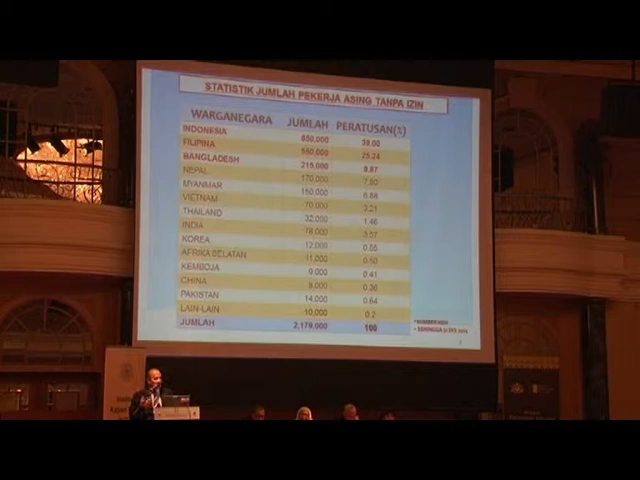 STATISTIK JUMLAH PEKERJA ASING TANPA IZIN
WARGANEGARA JUMLAH PERATUSAN(%)
INDONESIA 850,000 39.00
FILIPINA 550,000 25.24
BANGLADESH 215,000 9.87
NEPAL 170,000 7.80
MYANMAR 150,000 6.88
VIETNAM 70,000 3.21
THAILAND 32,000 1.46
INDIA 78,000 3.57
KOREA 12,000 0.55
AFRIKA SELATAN 11,000 0.50
KEMBOJA 9,000 0.41
CHINA 8,000
PAKISTAN 14,000 0.64
LAIN-LAIN 10,000 0.2
JUMLAH 2,179,000 100